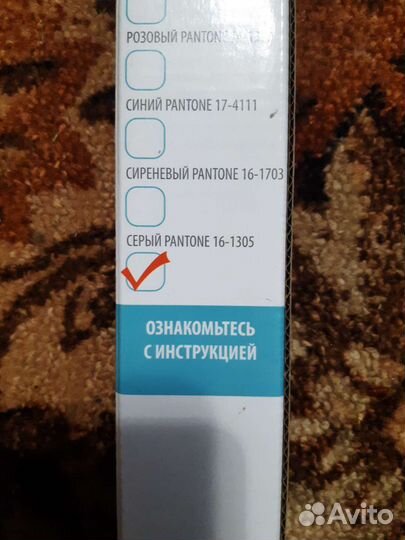 РОЗОВЫЙ PANTONE
СИНИЙ PANTONE 17-4111
СИРЕНЕВЫЙ PANTONE 16-1703
СЕРЫЙ PANTONE 16-1305
ОЗНАКОМЬТЕСЬ
С ИНСТРУКЦИЕЙ
Avito